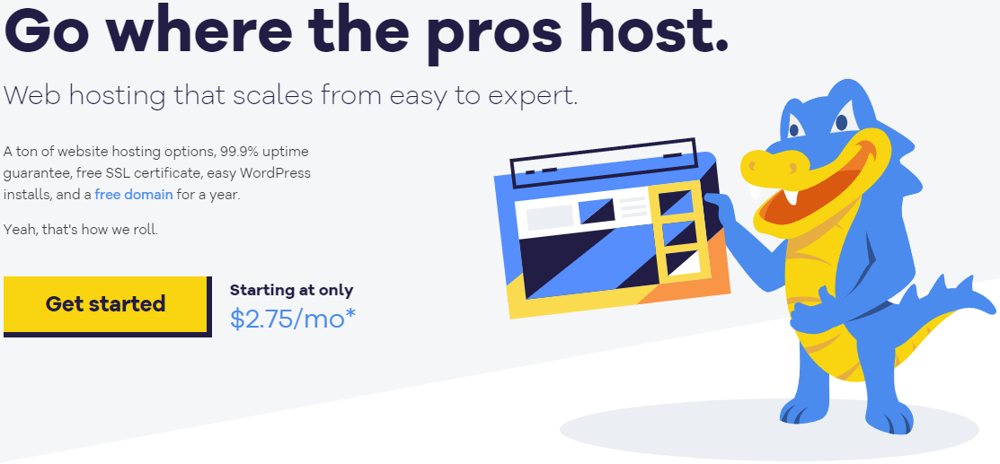 Go where the pros host.
Web hosting that scales from easy to expert.
A ton of website hosting options, 99.9% uptime
guarantee, free SSL certificate, easy WordPress
installs, and a free domain for a year.
Yeah, that's how we roll.
Get started
Starting at only
$2.75/mo*